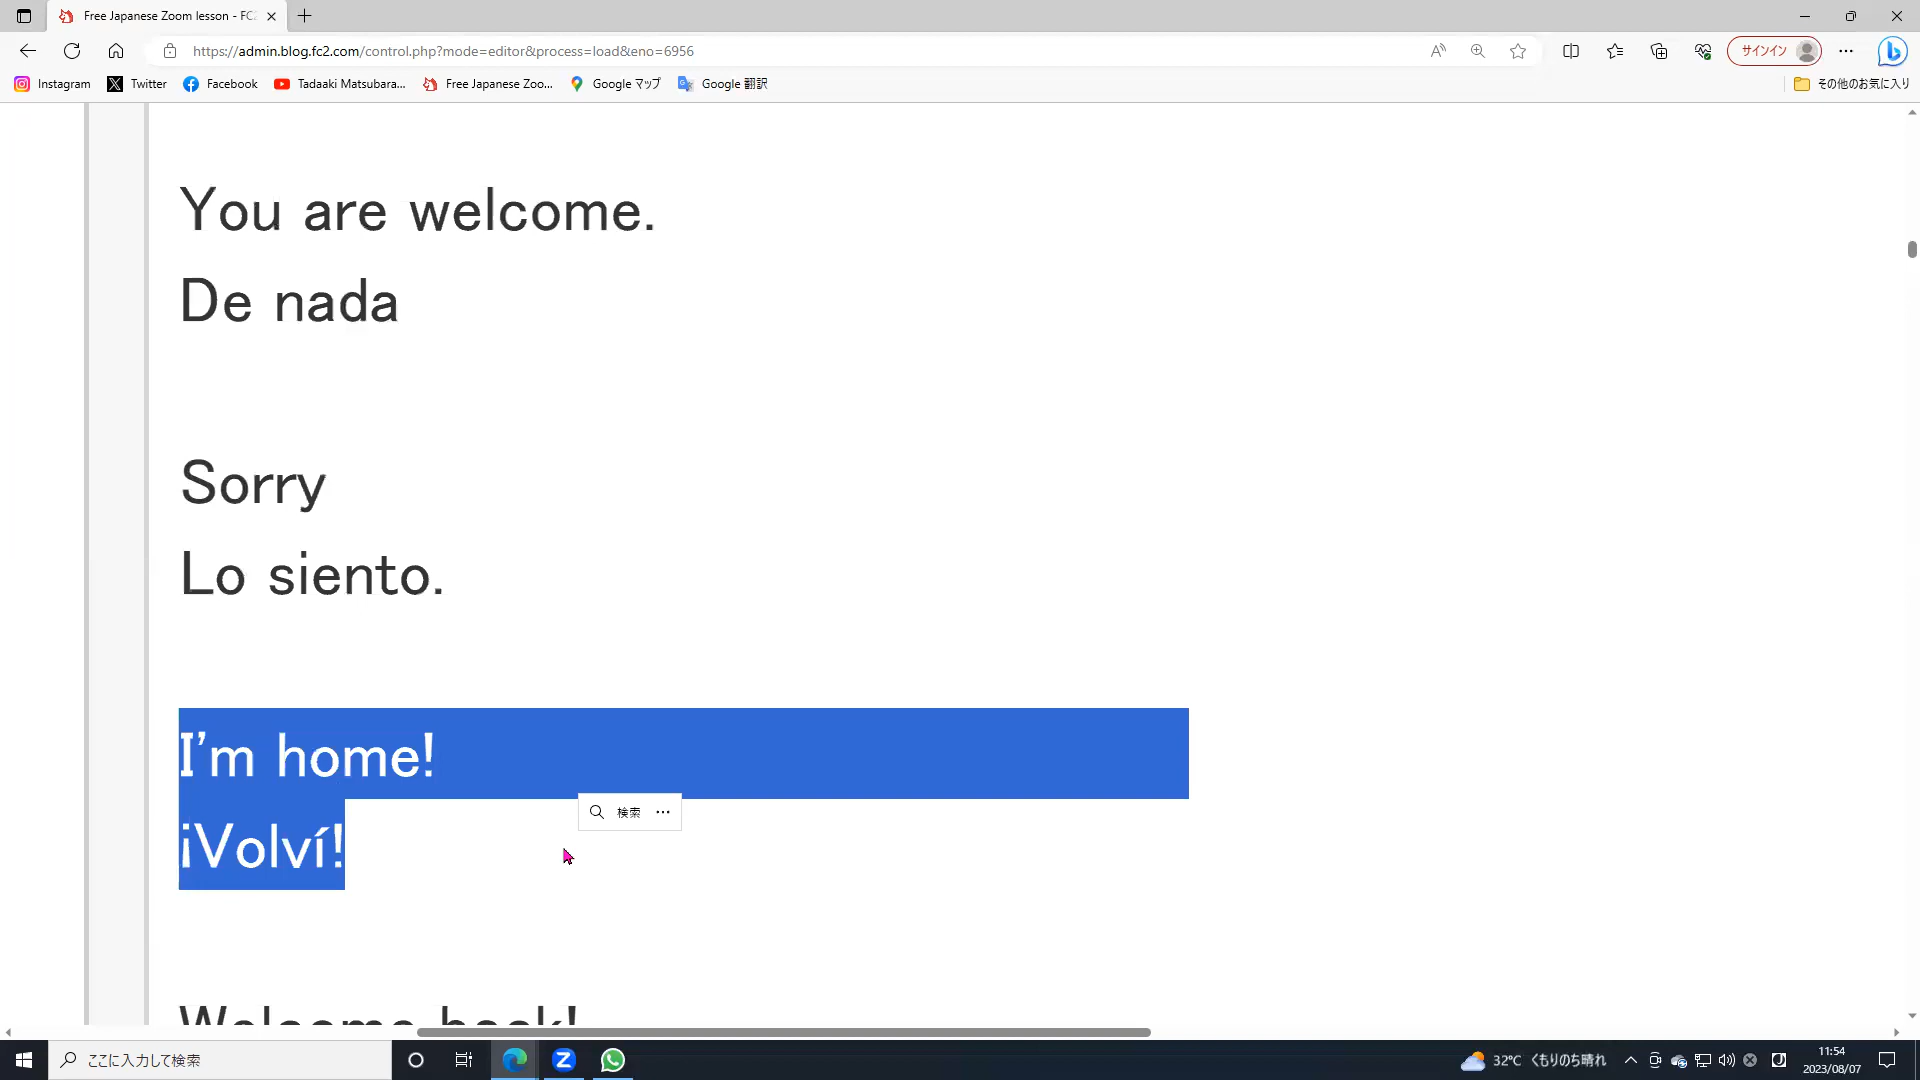 Free Japanese Zoom lesson - FC2
https://admin.blog.fc2.com/control.php?mode=editor&process=load&eno=6956
サインイン
Instagram
Twitter
Facebook
Tadaaki Matsubara...
Free Japanese Zoo...
Google マップ
Google 翻訳
その他のお気に入り
You are welcome.
De nada
Sorry
Lo siento.
I'm home!
検索
¡Volví!
Welcome back!
ここに入力して検索
32℃ くもりのち晴れ
11:54
2023/08/07